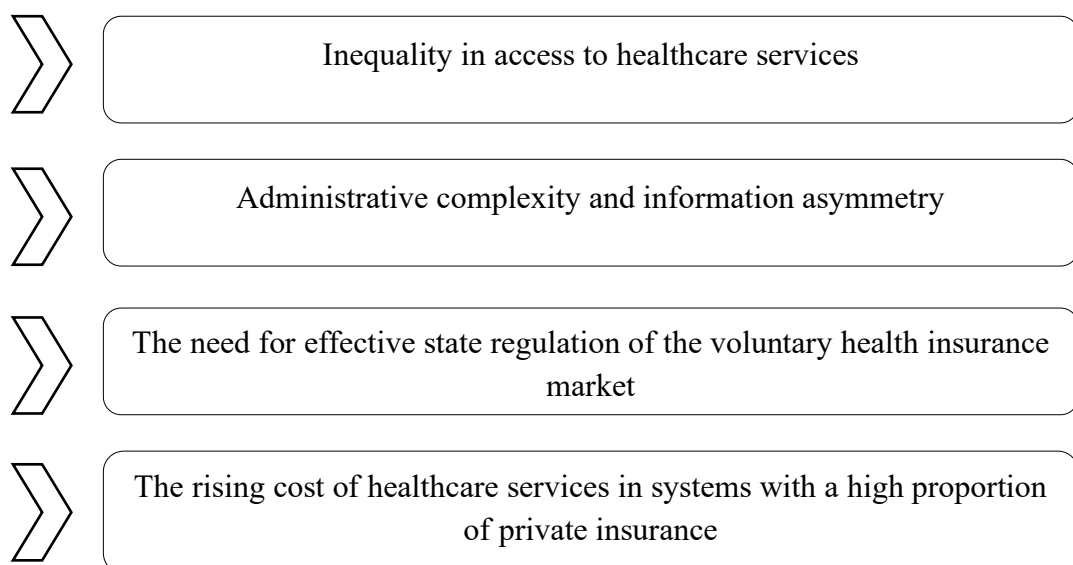 Inequality in access to healthcare services
Administrative complexity and information asymmetry
The need for effective state regulation of the voluntary health insurance
market
The rising cost of healthcare services in systems with a high proportion
of private insurance